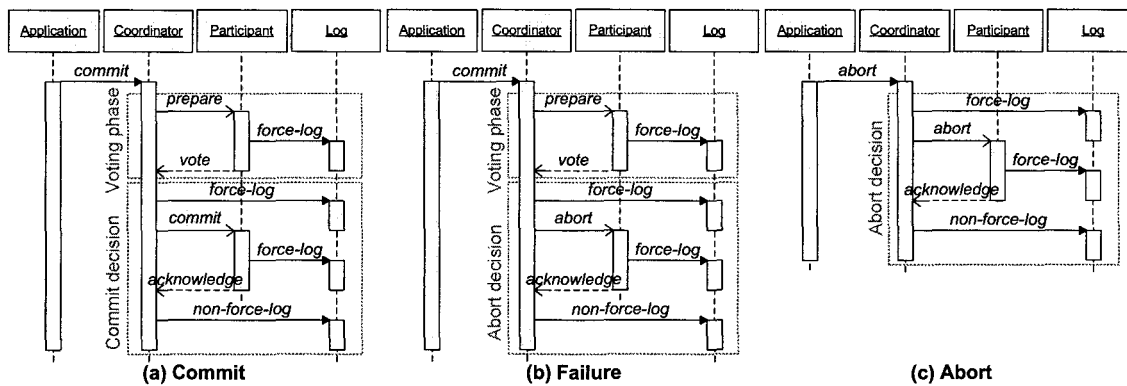 Application Coordinator Participant Log
commit
prepare
force-log
vote
Voting phase
force-log
commit
force-log
acknowledge
non-force-log
Commit decision
(a) Commit
Application Coordinator Participant Log
commit
prepare
force-log
vote
Voting phase
force-log
abort
force-log
acknowledge
non-force-log
Abort decision
(b) Failure
Application Coordinator Participant Log
abort
force-log
abort
force-log
acknowledge
non-force-log
Abort decision
(c) Abort